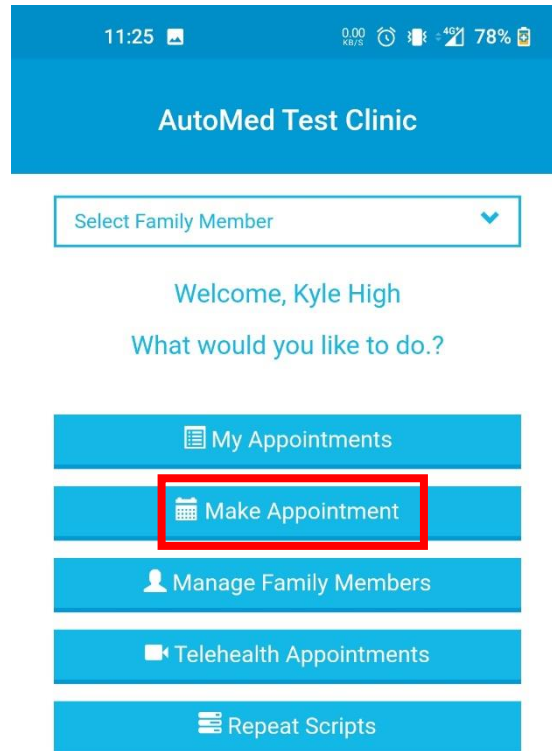 11:25 0.00 KB/S 4G 78%
AutoMed Test Clinic
Select Family Member
Welcome, Kyle High
What would you like to do.?
My Appointments
Make Appointment
Manage Family Members
Telehealth Appointments
Repeat Scripts